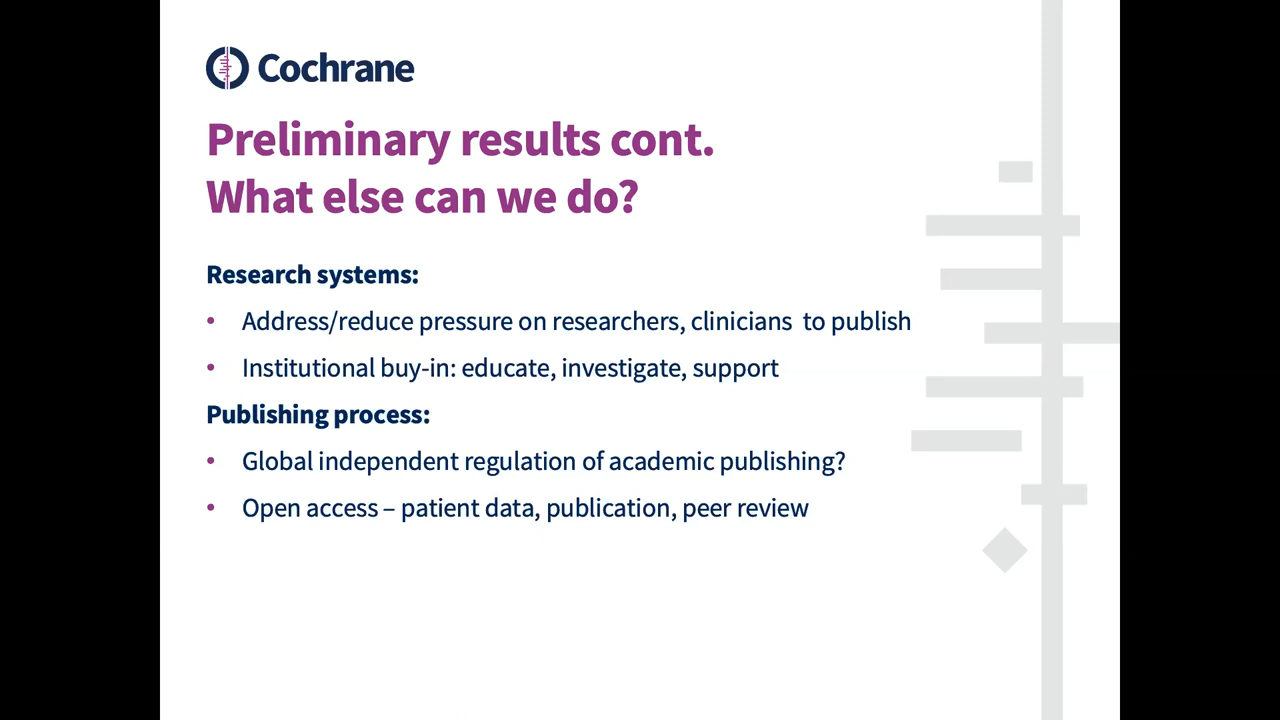 Cochrane
Preliminary results cont.
What else can we do?
Research systems:
• Address/reduce pressure on researchers, clinicians  to publish
• Institutional buy-in: educate, investigate, support
Publishing process:
• Global independent regulation of academic publishing?
• Open access – patient data, publication, peer review